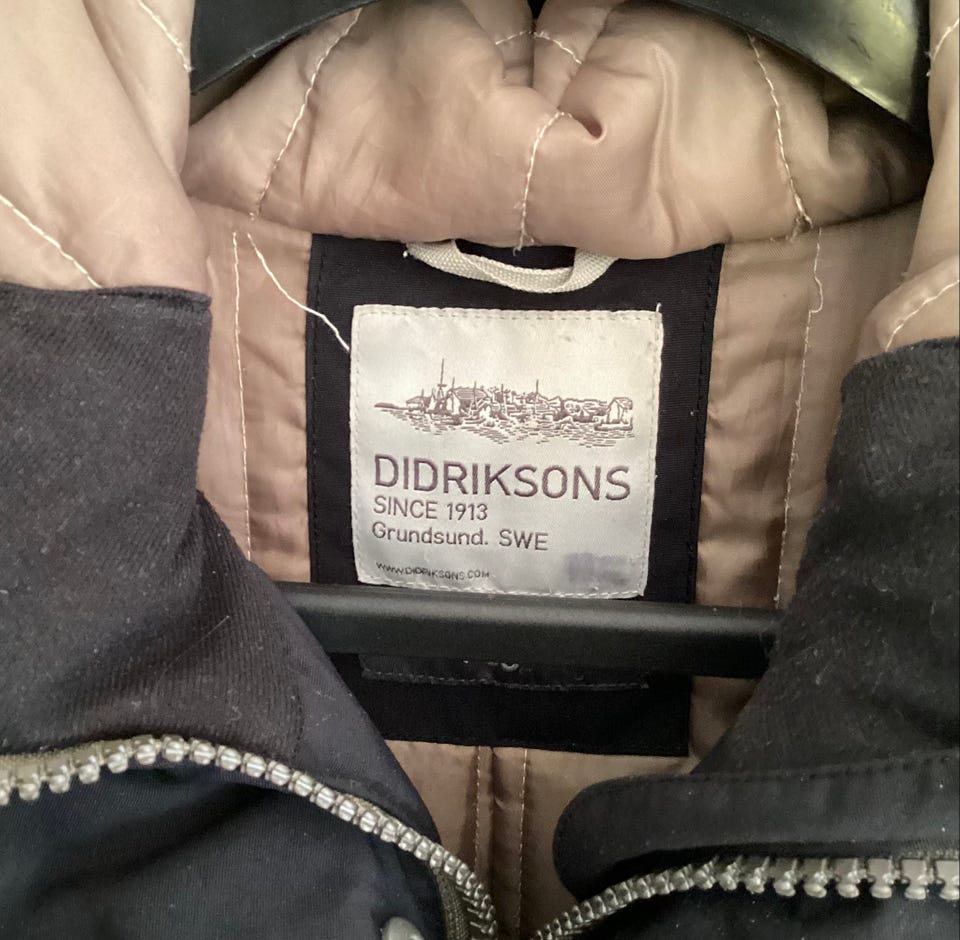 DIDRIKSONS
SINCE 1913
Grundsund. SWE
WWW.DIDRIKSONS.COM